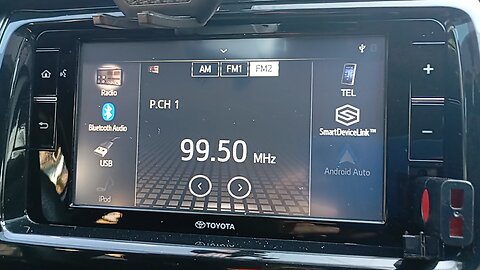 AM FM1 FM2
Radio
P.CH 1
TEL
Bluetooth Audio
SmartDeviceLink™
99.50 MHz
USB
Android Auto
iPod
TOYOTA